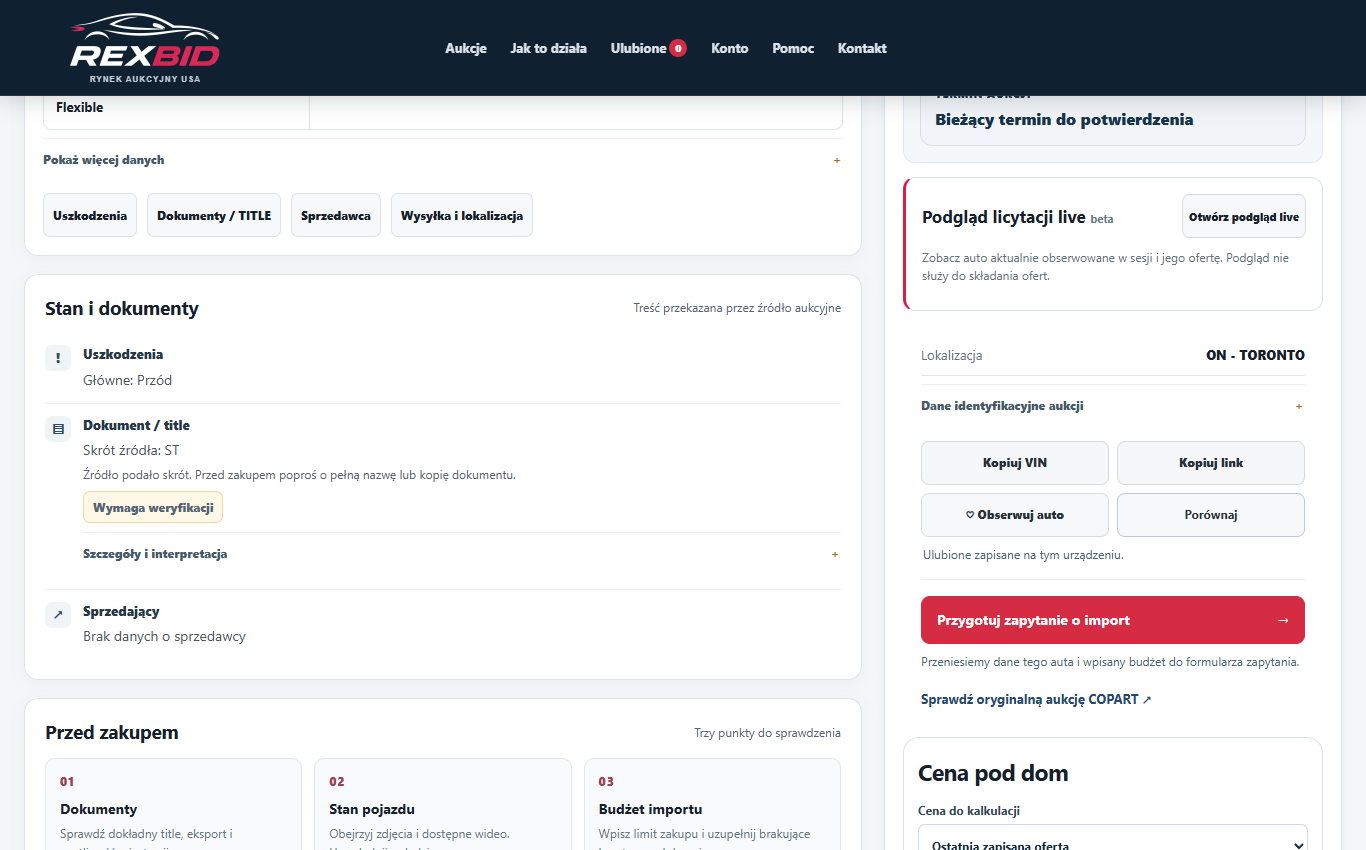 REXBID
RYNEK AUKCYJNY USA
Aukcje
Jak to działa
Ulubione 0
Konto
Pomoc
Kontakt
Flexible
Pokaż więcej danych
+
Uszkodzenia
Dokumenty / TITLE
Sprzedawca
Wysyłka i lokalizacja
Stan i dokumenty
Treść przekazana przez źródło aukcyjne
!
Uszkodzenia
Główne: Przód
Dokument / title
Skrót źródła: ST
Źródło podało skrót. Przed zakupem poproś o pełną nazwę lub kopię dokumentu.
Wymaga weryfikacji
Szczegóły i interpretacja
+
↗
Sprzedający
Brak danych o sprzedawcy
Przed zakupem
Trzy punkty do sprawdzenia
01
Dokumenty
Sprawdź dokładny title, eksport i
02
Stan pojazdu
Obejrzyj zdjęcia i dostępne wideo.
03
Budżet importu
Wpisz limit zakupu i uzupełnij brakujące
Bieżący termin do potwierdzenia
Podgląd licytacji live beta
Otwórz podgląd live
Zobacz auto aktualnie obserwowane w sesji i jego ofertę. Podgląd nie
służy do składania ofert.
Lokalizacja
ON - TORONTO
Dane identyfikacyjne aukcji
+
Kopiuj VIN
Kopiuj link
♡ Obserwuj auto
Porównaj
Ulubione zapisane na tym urządzeniu.
Przygotuj zapytanie o import →
Przeniesiemy dane tego auta i wpisany budżet do formularza zapytania.
Sprawdź oryginalną aukcję COPART ↗
Cena pod dom
Cena do kalkulacji
Ostatnia zapisana oferta